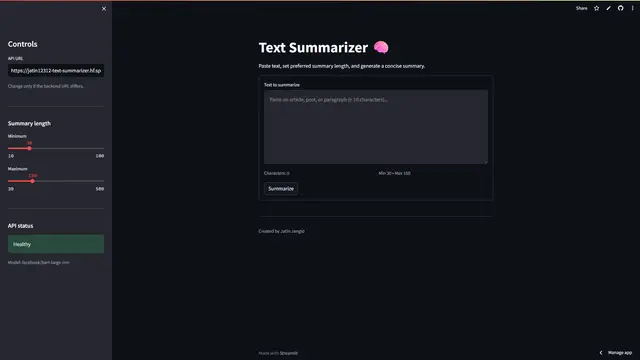 Controls
API URL
https://jatin12312-text-summarizer.hf.sp
Change only if the backend URL differs.
Summary length
Minimum
30
10
100
Maximum
150
30
500
API status
Healthy
Model: facebook/bart-large-cnn
Share
Text Summarizer
Paste text, set preferred summary length, and generate a concise summary.
Text to summarize
Paste an article, post, or paragraph (≥ 10 characters)...
Characters: 0
Min 30 • Max 150
Summarize
Created by Jatin Jangid
Made with Streamlit
Manage app